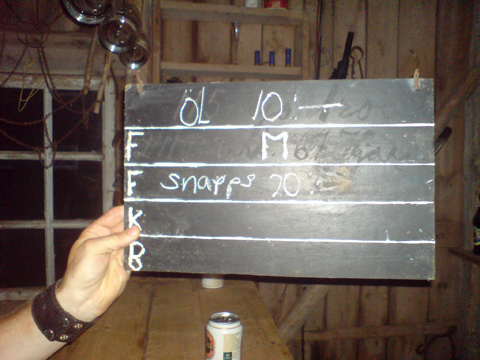 ÖL 10:-
F M
F snapps 20:-
K
B